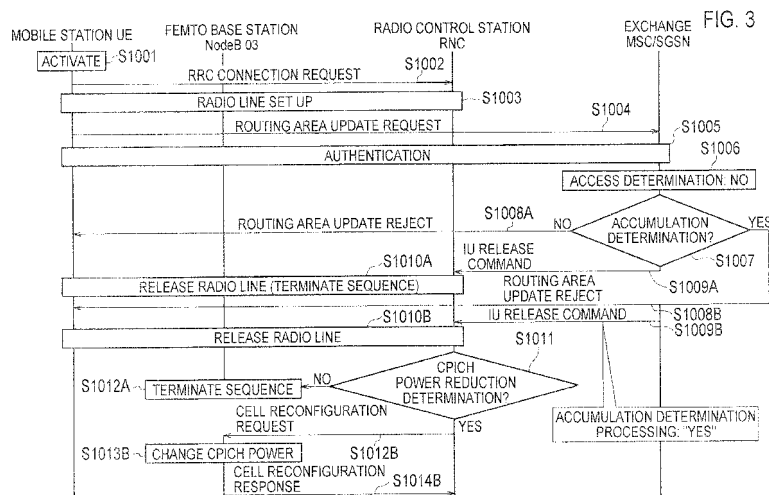 FIG. 3
MOBILE STATION UE
FEMTO BASE STATION
NodeB 03
RADIO CONTROL STATION
RNC
EXCHANGE
MSC/SGSN
ACTIVATE
S1001
S1002
RRC CONNECTION REQUEST
RADIO LINE SET UP
S1003
ROUTING AREA UPDATE REQUEST
S1004
S1005
AUTHENTICATION
S1006
ACCESS DETERMINATION: NO
ROUTING AREA UPDATE REJECT
S1008A
NO
ACCUMULATION
DETERMINATION?
YES
S1007
S1010A
IU RELEASE
COMMAND
S1009A
RELEASE RADIO LINE (TERMINATE SEQUENCE)
ROUTING AREA
UPDATE REJECT
S1008B
S1010B
IU RELEASE COMMAND
S1009B
RELEASE RADIO LINE
S1011
CPICH
POWER REDUCTION
DETERMINATION?
NO
YES
S1012A
TERMINATE SEQUENCE
CELL RECONFIGURATION
REQUEST
S1012B
ACCUMULATION DETERMINATION
PROCESSING: "YES"
S1013B
CHANGE CPICH POWER
CELL RECONFIGURATION
RESPONSE
S1014B